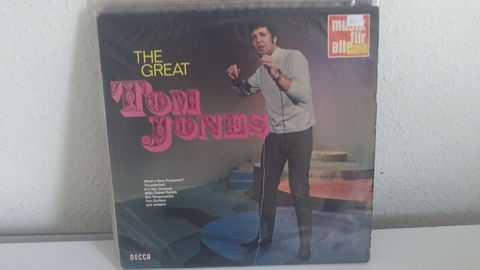 THE
GREAT
TOM
JONES
musik
für
alle
What's New Pussycat?
Thunderball
It's Not Unusual
With These Hands
Not Responsible
Ten Guitars
und andere
DECCA